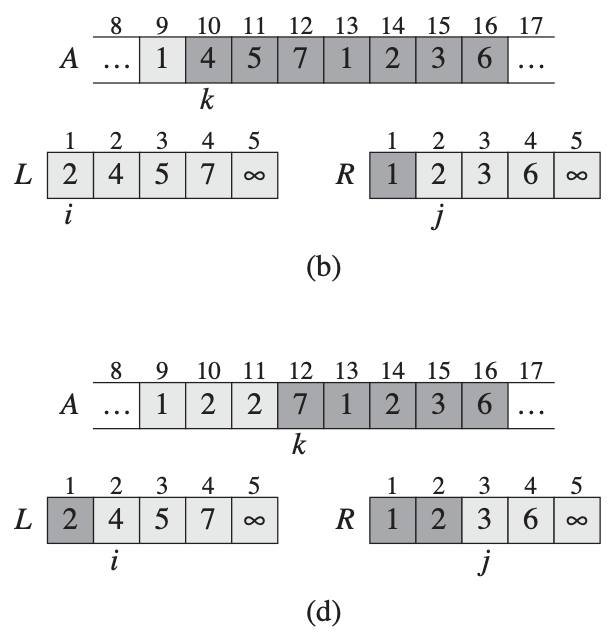 8 9 10 11 12 13 14 15 16 17
A ... 1 4 5 7 1 2 3 6 ...
k
1 2 3 4 5 1 2 3 4 5
L 2 4 5 7 ∞ R 1 2 3 6 ∞
i j
(b)
8 9 10 11 12 13 14 15 16 17
A ... 1 2 2 7 1 2 3 6 ...
k
1 2 3 4 5 1 2 3 4 5
L 2 4 5 7 ∞ R 1 2 3 6 ∞
i j
(d)